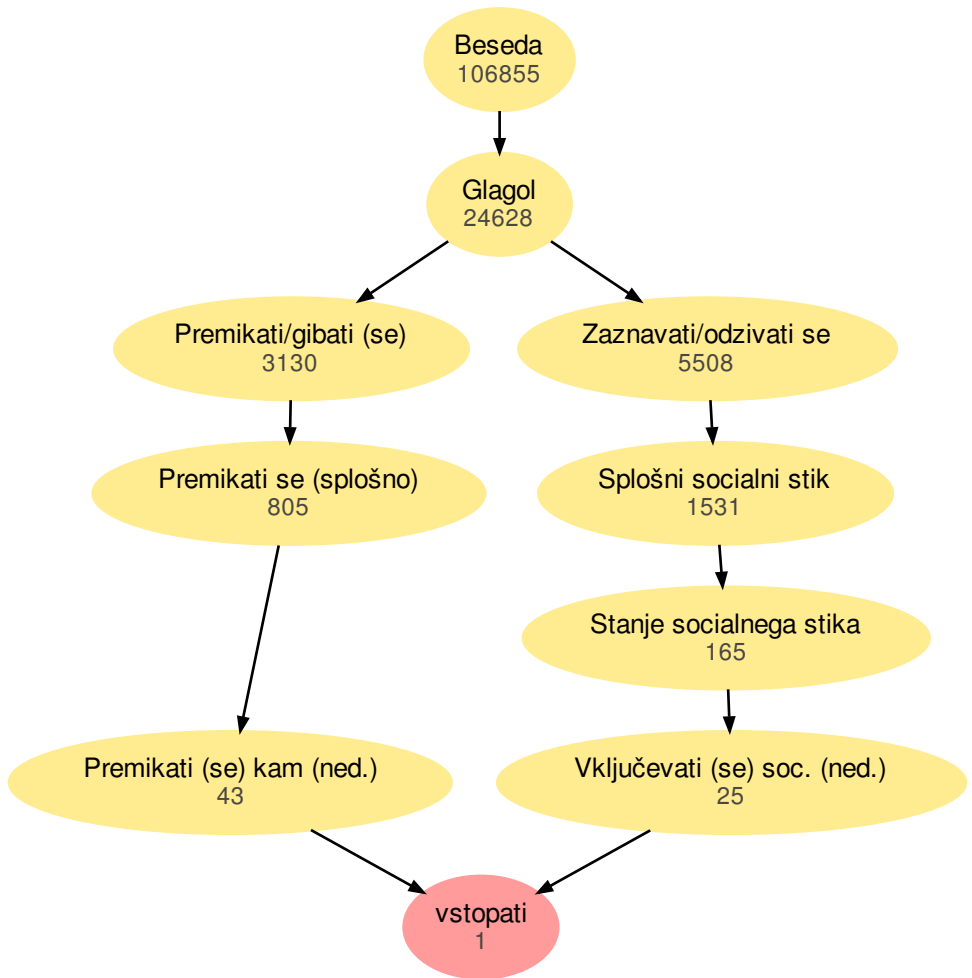 Beseda
106855
Glagol
24628
Premikati/gibati (se)
3130
Zaznavati/odzivati se
5508
Premikati se (splošno)
805
Splošni socialni stik
1531
Stanje socialnega stika
165
Premikati (se) kam (ned.)
43
Vključevati (se) soc. (ned.)
25
vstopati
1